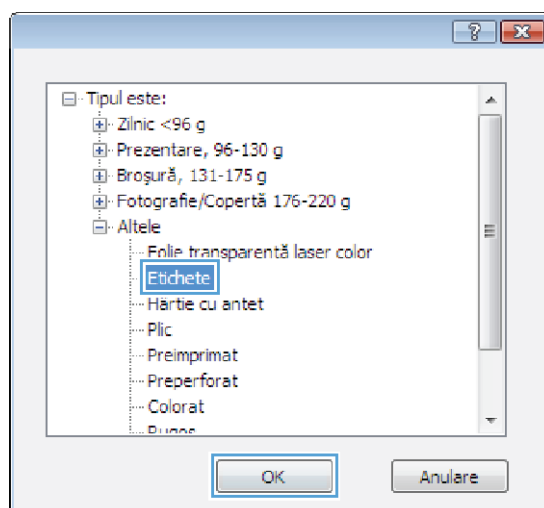 Tipul este:
Zilnic <96 g
Prezentare, 96-130 g
Broşură, 131-175 g
Fotografie/Copertă 176-220 g
Altele
Folie transparentă laser color
Etichete
Hârtie cu antet
Plic
Preimprimat
Preperforat
Colorat
OK
Anulare